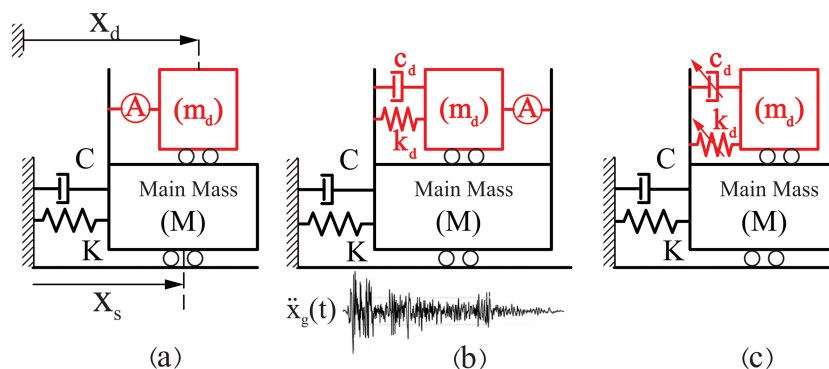 X_d
A
(m_d)
C
Main Mass
(M)
K
X_s
(a)
c_d
(m_d)
A
k_d
C
Main Mass
(M)
K
ẍ_g(t)
(b)
c_d
(m_d)
k_d
C
Main Mass
(M)
K
(c)